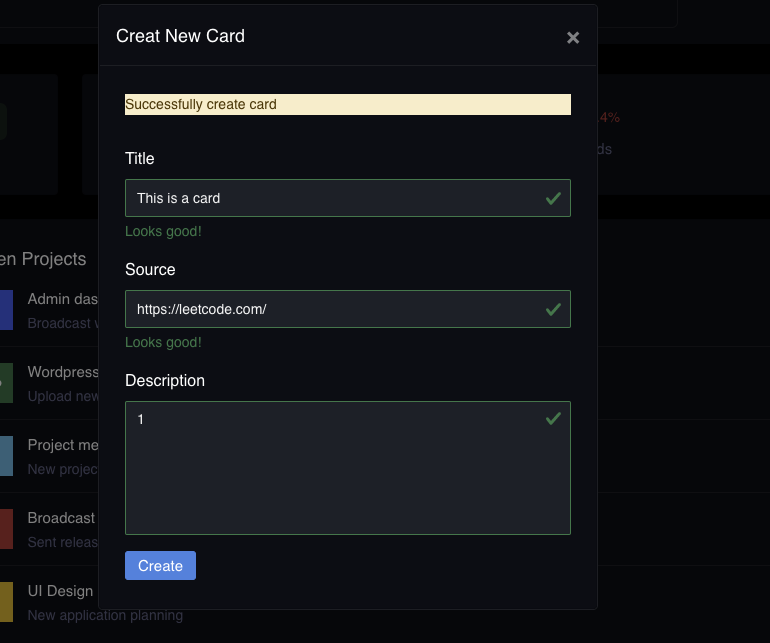 Creat New Card
×
Successfully create card
.4%
ds
Title
This is a card
Looks good!
en Projects
Source
Admin das
https://leetcode.com/
Broadcast w
Looks good!
Wordpress
Description
Upload new
1
Project me
New projec
Broadcast
Sent releas
Create
UI Design
New application planning